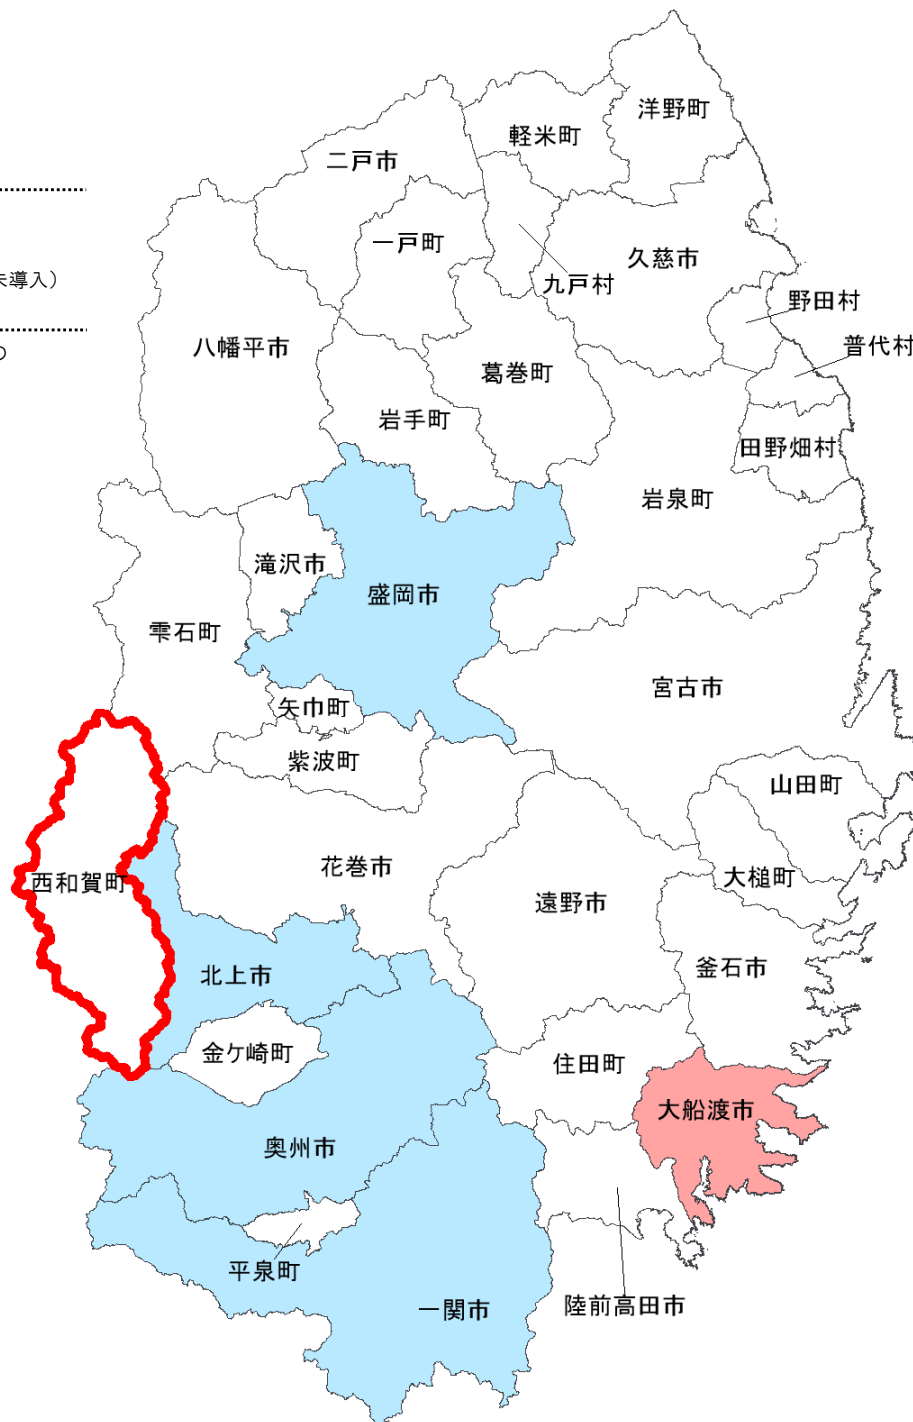 洋野町
軽米町
二戸市
一戸町
久慈市
九戸村
未導入）
野田村
八幡平市
の
普代村
葛巻町
岩手町
田野畑村
岩泉町
滝沢市
盛岡市
雫石町
宮古市
矢巾町
紫波町
山田町
花巻市
大槌町
西和賀町
遠野市
釜石市
北上市
金ケ崎町
住田町
大船渡市
奥州市
平泉町
陸前高田市
一関市